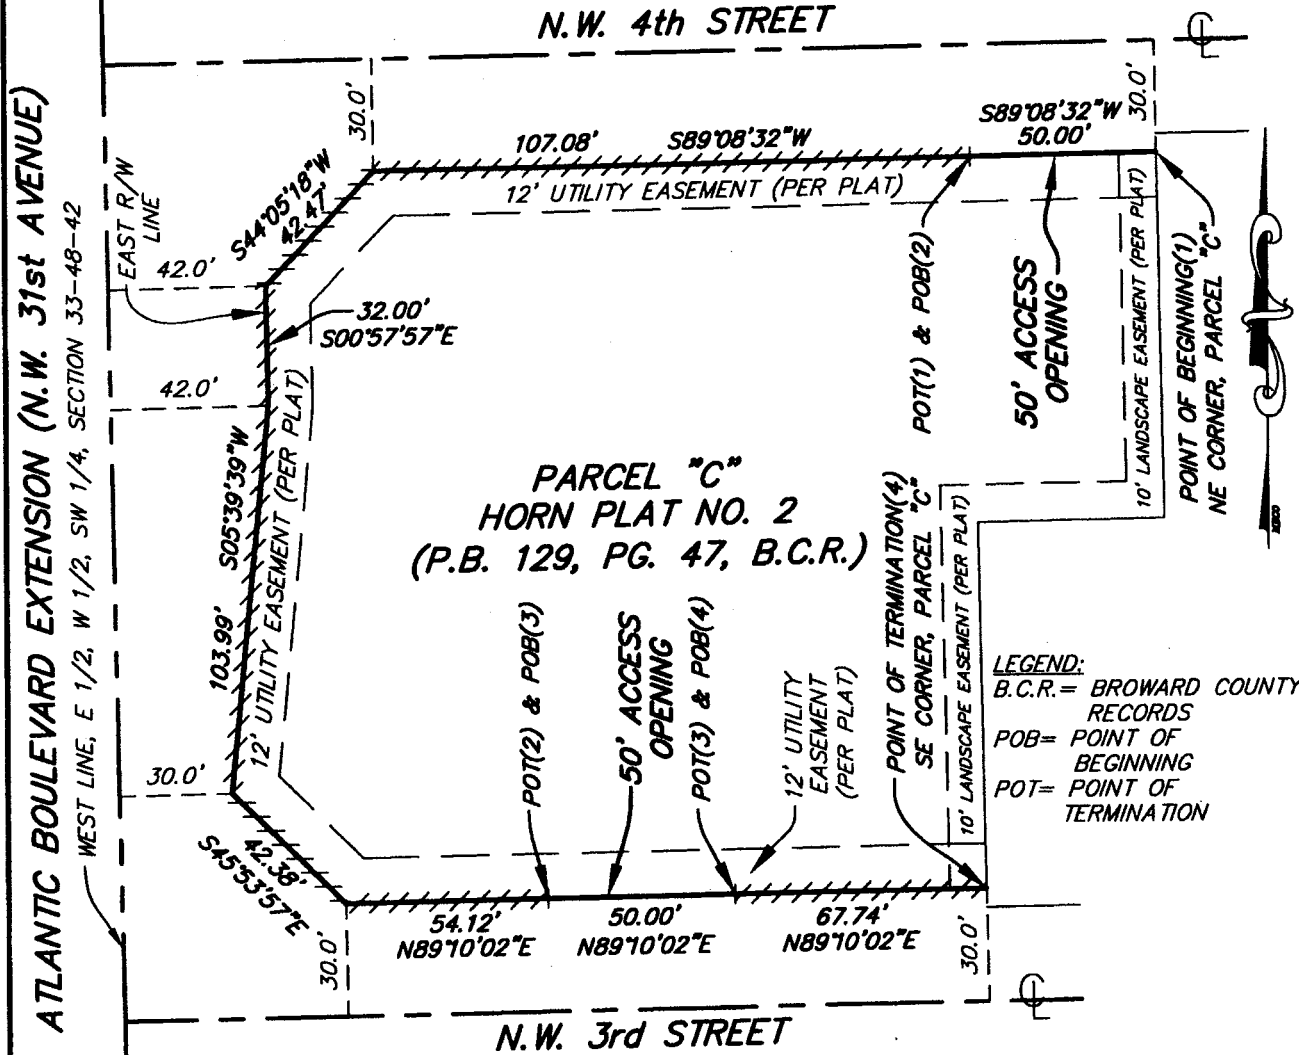 N.W. 4th STREET
C
L
ATLANTIC BOULEVARD EXTENSION (N.W. 31st AVENUE)
WEST LINE, E 1/2, W 1/2, SW 1/4, SECTION 33-48-42
EAST R/W
LINE
30.0'
30.0'
107.08'
S89°08'32"W
S89°08'32"W
50.00'
12' UTILITY EASEMENT (PER PLAT)
S44°05'18"W
42.47'
42.0'
32.00'
S00°57'57"E
42.0'
S05°39'39"W
103.99'
12' UTILITY EASEMENT (PER PLAT)
30.0'
POT(1) & POB(2)
50' ACCESS
OPENING
10' LANDSCAPE EASEMENT (PER PLAT)
POINT OF BEGINNING(1)
NE CORNER, PARCEL "C"
PARCEL "C"
HORN PLAT NO. 2
(P.B. 129, PG. 47, B.C.R.)
POT(2) & POB(3)
50' ACCESS
OPENING
POT(3) & POB(4)
12' UTILITY
EASEMENT
(PER PLAT)
POINT OF TERMINATION(4)
SE CORNER, PARCEL "C"
10' LANDSCAPE EASEMENT (PER PLAT)
LEGEND:
B.C.R.= BROWARD COUNTY
RECORDS
POB= POINT OF
BEGINNING
POT= POINT OF
TERMINATION
42.38'
S45°53'57"E
54.12'
N89°10'02"E
50.00'
N89°10'02"E
67.74'
N89°10'02"E
30.0'
30.0'
C
L
N.W. 3rd STREET